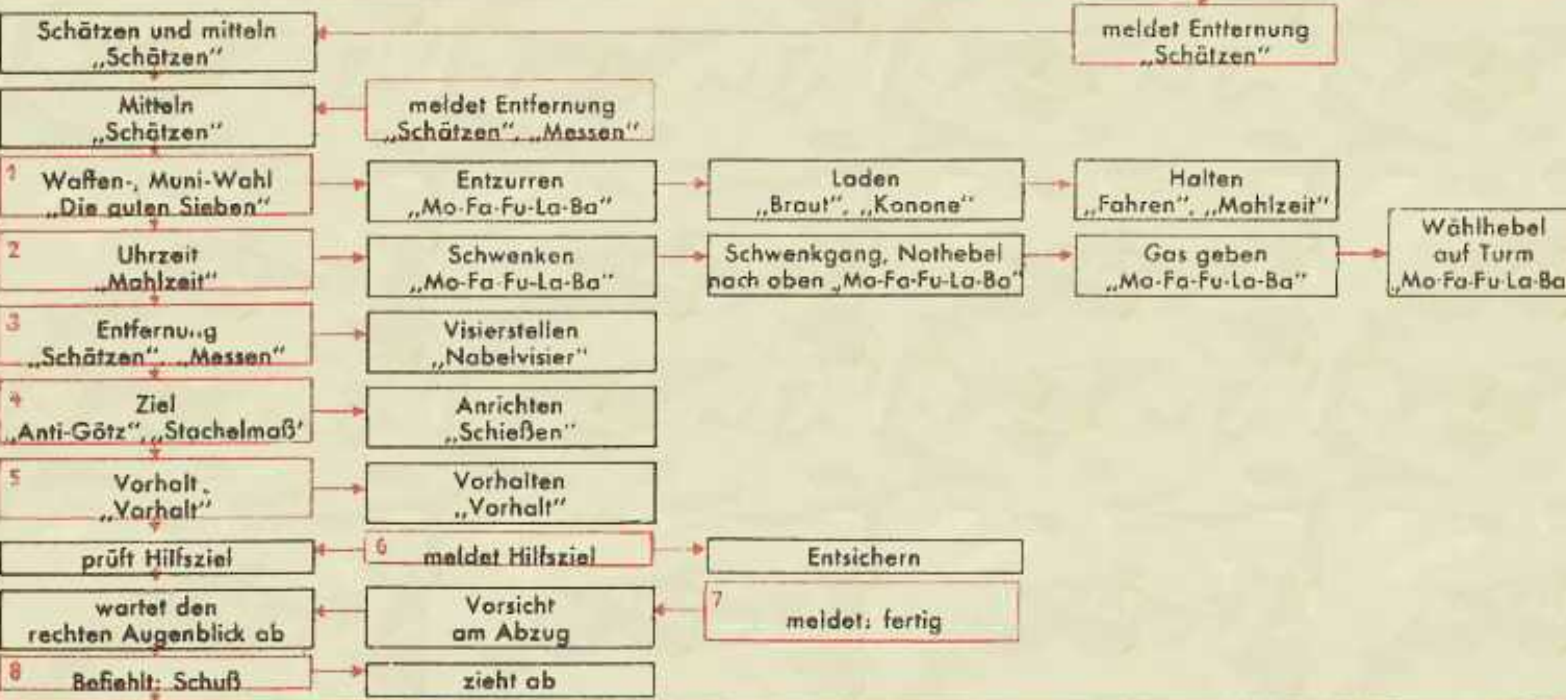 Schätzen und mitteln
„Schätzen"
meldet Entfernung
„Schätzen"
Mitteln
„Schätzen"
meldet Entfernung
„Schätzen", „Messen"
1
Waffen-, Muni-Wahl
„Die guten Sieben"
Entzurren
„Mo-Fa-Fu-La-Ba"
Laden
„Braut", „Konone"
Halten
„Fahren", „Mahlzeit"
2
Uhrzeit
„Mahlzeit"
Schwenken
„Mo-Fa-Fu-La-Ba"
Schwenkgang, Nothebel
nach oben „Mo-Fa-Fu-La-Ba"
Gas geben
„Mo-Fa-Fu-La-Ba"
Wählhebel
auf Turm
„Mo-Fa-Fu-La-Ba
3
Entfernung
„Schätzen", „Messen"
Visierstellen
„Nabelvisier"
4
Ziel
„Anti-Götz", „Stachelmaß'
Anrichten
„Schießen"
5
Vorhalt
„Vorhalt"
Vorhalten
„Vorhalt"
prüft Hilfsziel
6
meldet Hilfsziel
Entsichern
wartet den
rechten Augenblick ab
Vorsicht
am Abzug
7
meldet: fertig
8
Befiehlt: Schuß
zieht ab